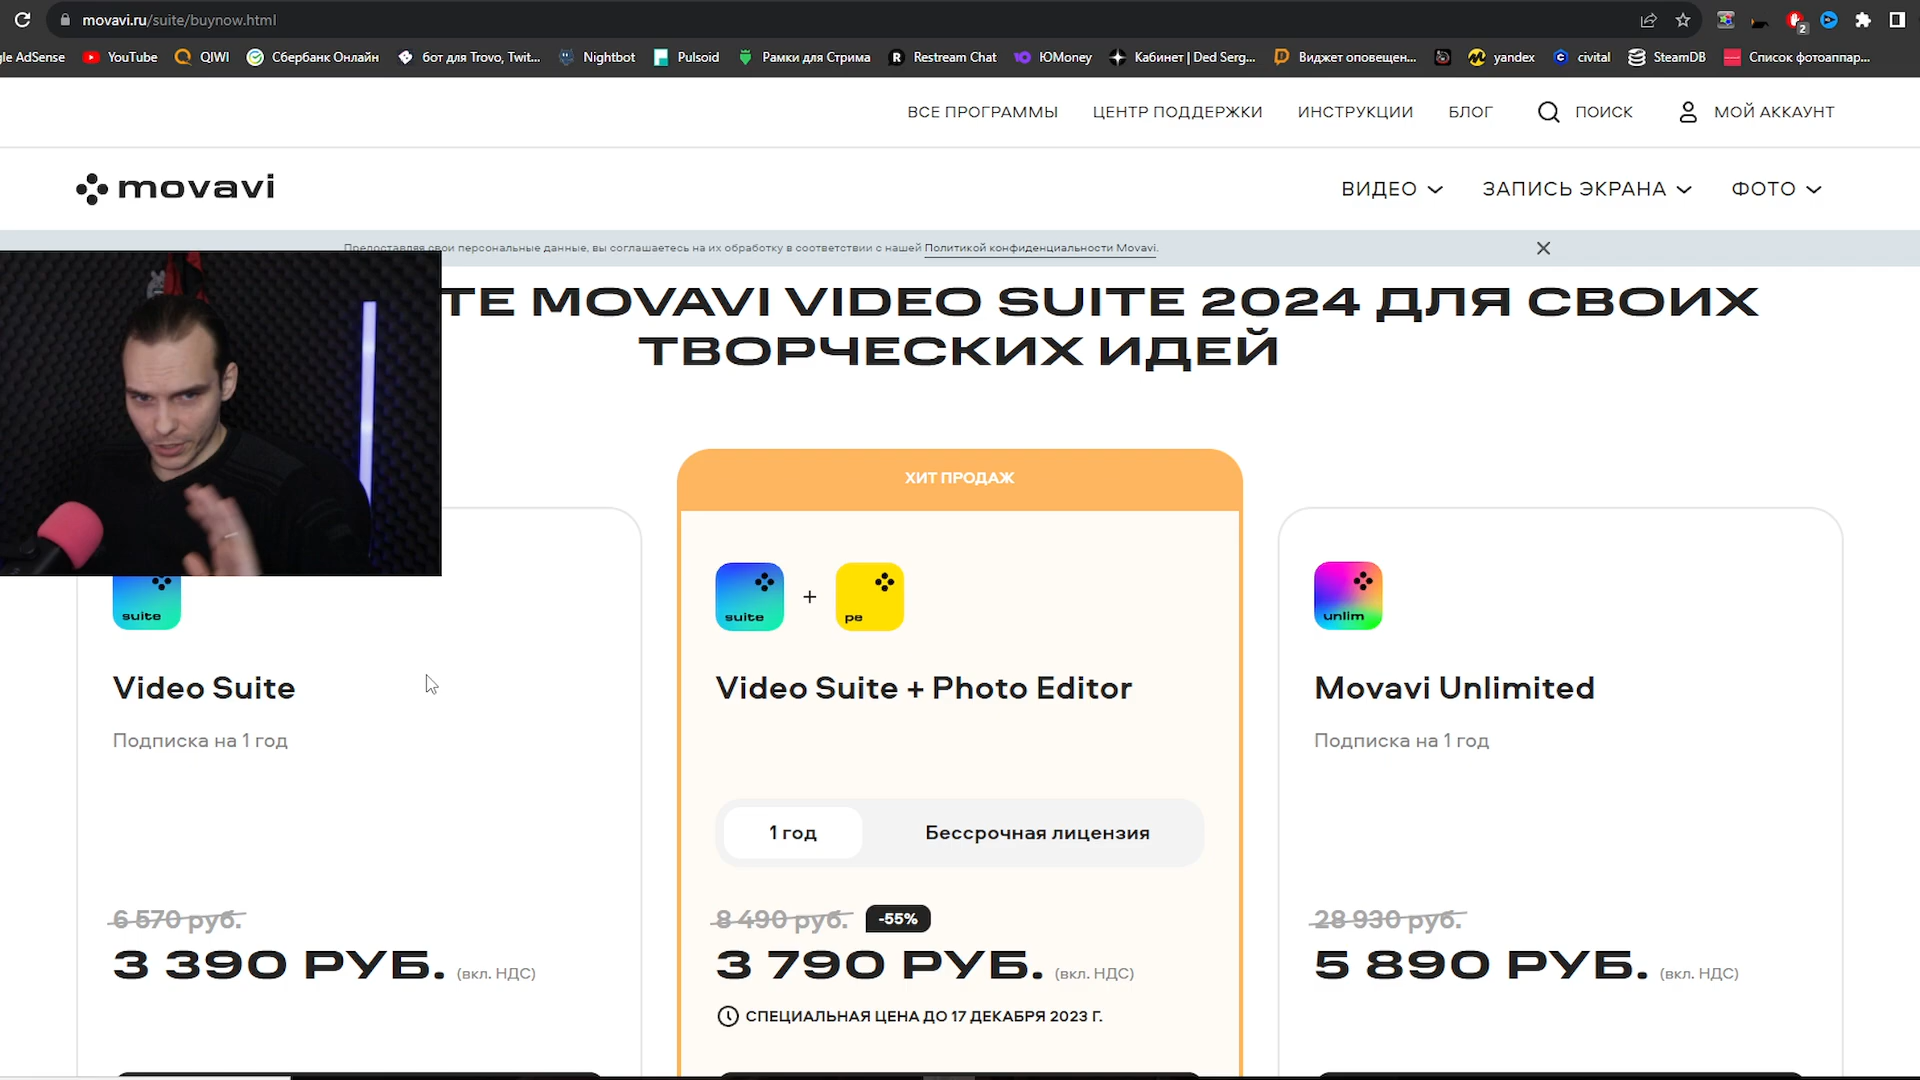 movavi.ru/suite/buynow.html
gle AdSense YouTube QIWI Сбербанк Онлайн бот для Trovo, Twit... Nightbot Pulsoid Рамки для Стрима Restream Chat ЮMoney Кабинет | Ded Serg... Виджет оповещен... yandex civital SteamDB Список фотоаппар...
ВСЕ ПРОГРАММЫ ЦЕНТР ПОДДЕРЖКИ ИНСТРУКЦИИ БЛОГ ПОИСК МОЙ АККАУНТ
movavi
ВИДЕО ЗАПИСЬ ЭКРАНА ФОТО
Предоставляя свои персональные данные, вы соглашаетесь на их обработку в соответствии с нашей Политикой конфиденциальности Movavi.
ТЕ MOVAVI VIDEO SUITE 2024 ДЛЯ СВОИХ
ТВОРЧЕСКИХ ИДЕЙ
suite
Video Suite
Подписка на 1 год
6 570 руб.
3 390 РУБ. (вкл. НДС)
ХИТ ПРОДАЖ
suite + pe
Video Suite + Photo Editor
1 год Бессрочная лицензия
8 490 руб. -55%
3 790 РУБ. (вкл. НДС)
СПЕЦИАЛЬНАЯ ЦЕНА ДО 17 ДЕКАБРЯ 2023 Г.
unlim
Movavi Unlimited
Подписка на 1 год
28 930 руб.
5 890 РУБ. (вкл. НДС)